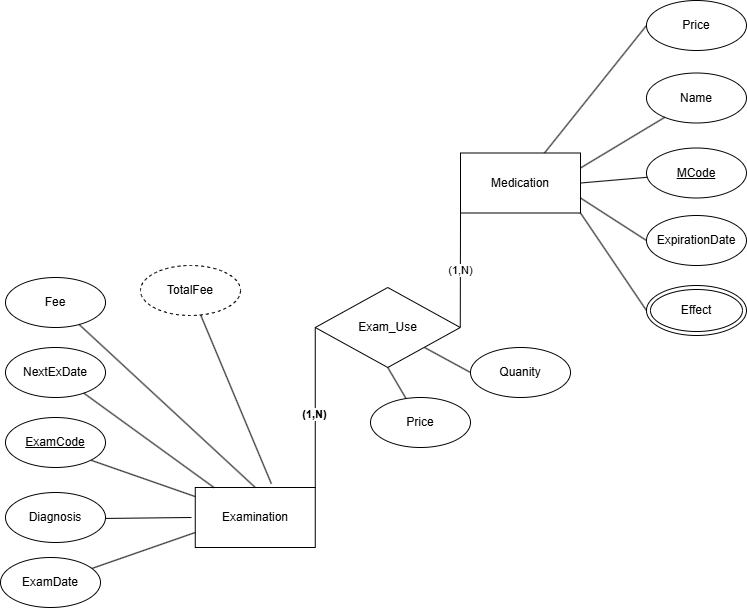 Price
Name
Medication
MCode
ExpirationDate
(1,N)
TotalFee
Fee
Effect
Exam_Use
NextExDate
Quanity
(1,N)
Price
ExamCode
Diagnosis
Examination
ExamDate